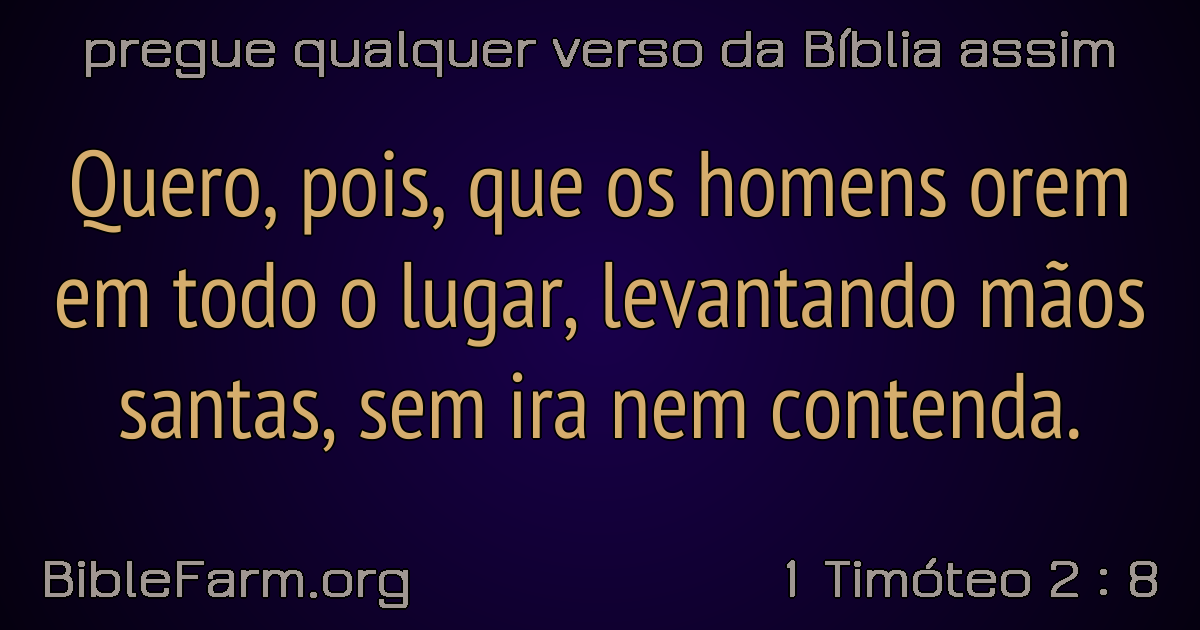 pregue qualquer verso da Bíblia assim
Quero, pois, que os homens orem
em todo o lugar, levantando mãos
santas, sem ira nem contenda.
BibleFarm.org
1 Timóteo 2 : 8